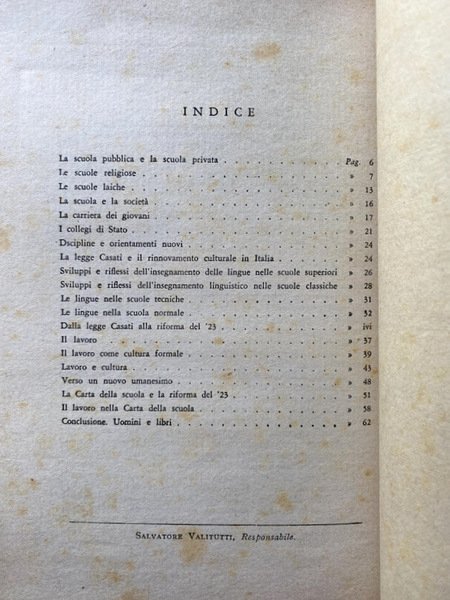 INDICE
La scuola pubblica e la scuola privata . . . . . . . . . . Pag. 6
Le scuole religiose . . . . . . . . . . » 7
Le scuole laiche . . . . . . . . . . » 13
La scuola e la società . . . . . . . . . . » 16
La carriera dei giovani . . . . . . . . . . » 17
I collegi di Stato . . . . . . . . . . » 21
Dscipline e orientamenti nuovi . . . . . . . . . . » 24
La legge Casati e il rinnovamento culturale in Italia . . . . . . » 24
Sviluppi e riflessi dell'insegnamento delle lingue nelle scuole superiori » 26
Sviluppi e riflessi dell'insegnamento linguistico nelle scuole classiche . » 28
Le lingue nelle scuole tecniche . . . . . . . . . . » 31
Le lingue nella scuola normale . . . . . . . . . . » 32
Dalla legge Casati alla riforma del '23 . . . . . . . . . . » ivi
Il lavoro . . . . . . . . . . » 37
Il lavoro come cultura formale . . . . . . . . . . » 39
Lavoro e cultura . . . . . . . . . . » 43
Verso un nuovo umanesimo . . . . . . . . . . » 48
La Carta della scuola e la riforma del '23 . . . . . . . . . . » 51
Il lavoro nella Carta della scuola . . . . . . . . . . » 58
Conclusione. Uomini e libri . . . . . . . . . . » 62
SALVATORE VALITUTTI, Responsabile.